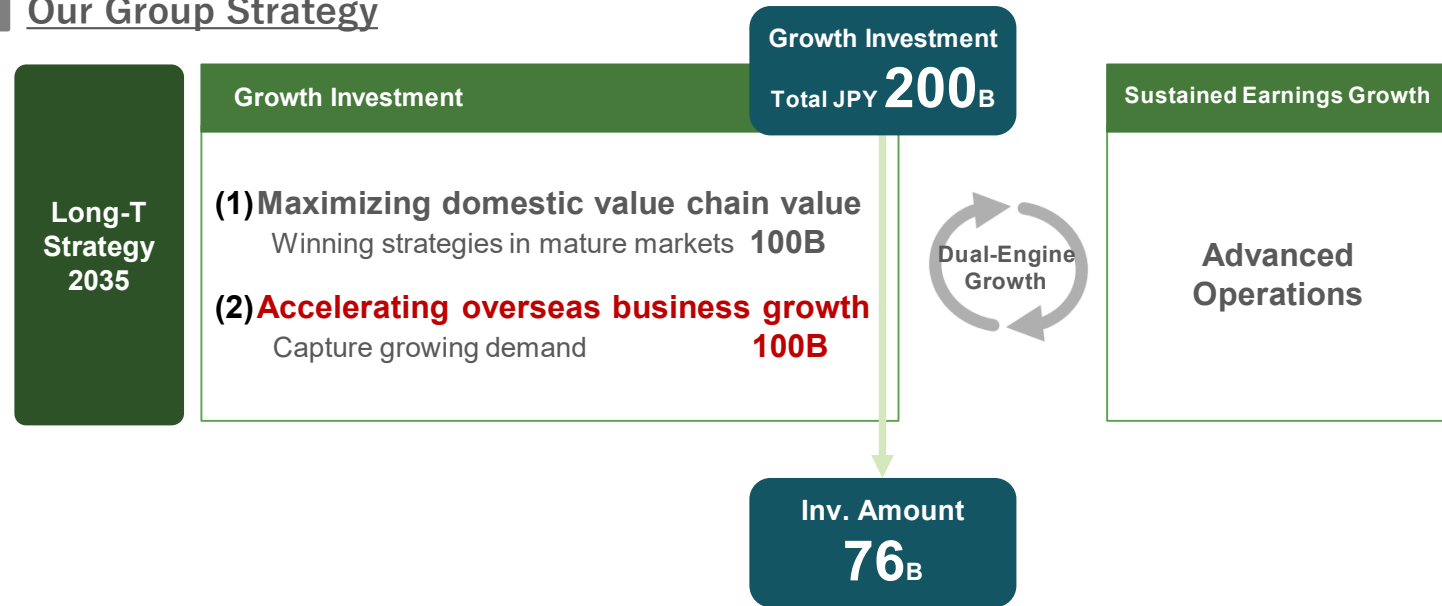 Our Group Strategy
Growth Investment
Total JPY 200B
Growth Investment
Sustained Earnings Growth
Long-T
Strategy
2035
(1) Maximizing domestic value chain value
Winning strategies in mature markets 100B
(2) Accelerating overseas business growth
Capture growing demand 100B
Dual-Engine
Growth
Advanced
Operations
Inv. Amount
76B